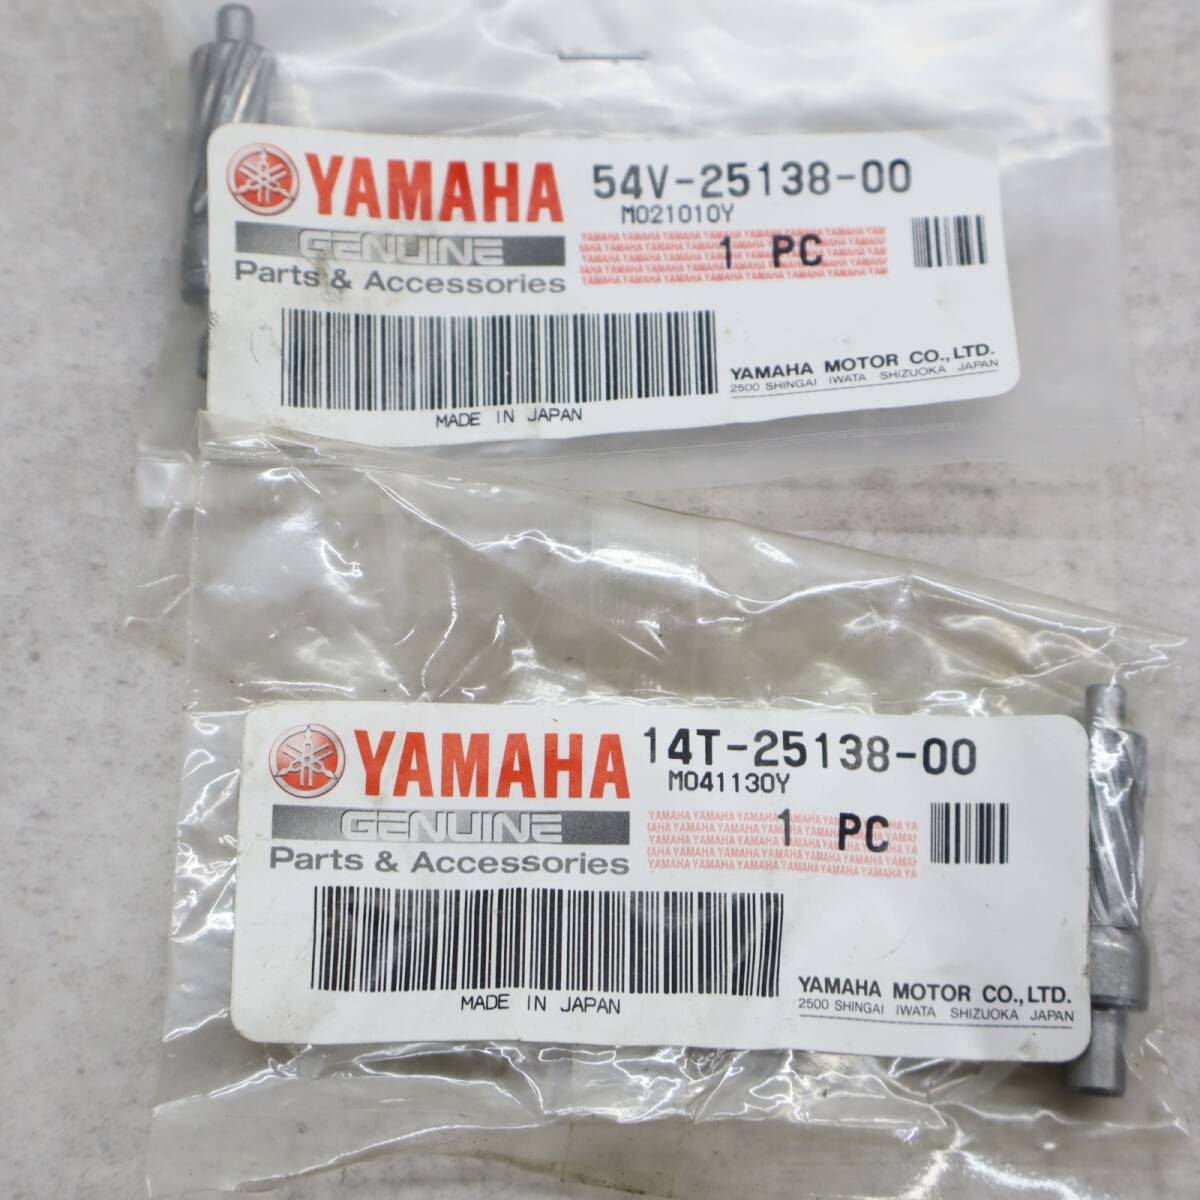 YAMAHA 54V-25138-00
M021010Y
GENUINE
1 PC
Parts & Accessories
YAMAHA MOTOR CO.,LTD.
2500 SHINGAI IWATA SHIZUOKA JAPAN
MADE IN JAPAN
YAMAHA 14T-25138-00
M041130Y
GENUINE
1 PC
Parts & Accessories
YAMAHA MOTOR CO.,LTD.
2500 SHINGAI IWATA SHIZUOKA JAPAN
MADE IN JAPAN